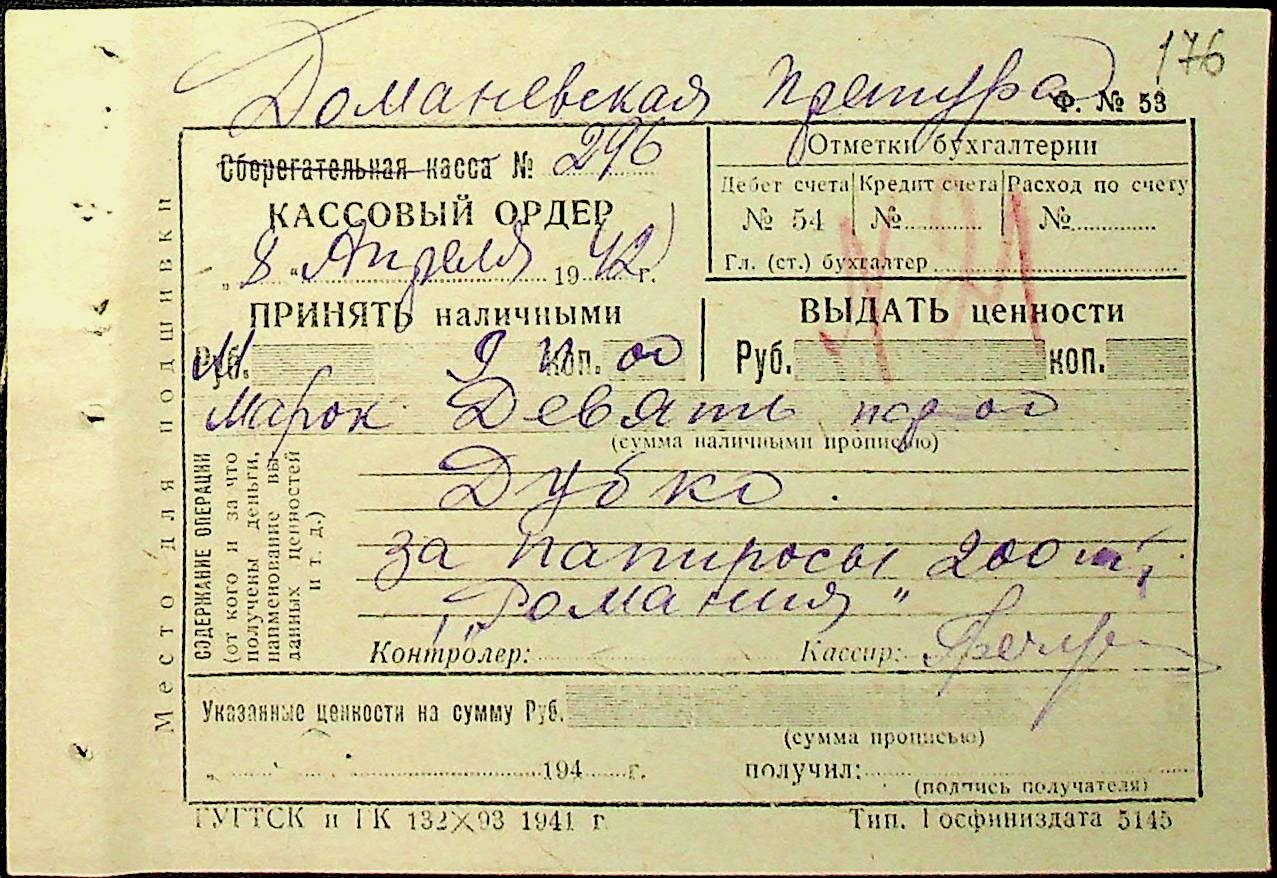 176
Доманевская претура
Ф. № 53
Сберегательная касса № 296
КАССОВЫЙ ОРДЕР
„ 8 “ Апреля 1942 г.
Отметки бухгалтерии
Дебет счета Кредит счета Расход по счету
№ 54 № №
Гл. (ст.) бухгалтер
ПРИНЯТЬ наличными
ВЫДАТЬ ценности
Руб. 9 коп. 00
Руб. коп.
Марок Девять 00
(сумма наличными прописью)
Место для подшивки
СОДЕРЖАНИЕ ОПЕРАЦИИ
(от кого и за что
получены деньги,
наименование вы-
данных ценностей
и т. д.)
Дубко
за папиросы 200 шт.
„Романия“
Контролер: Кассир:
Указанные ценности на сумму Руб.
(сумма прописью)
„ 194 г. получил:
(подпись получателя)
ГУГТСК и ГК 132X93 1941 г.
Тип. Госфиниздата 5145